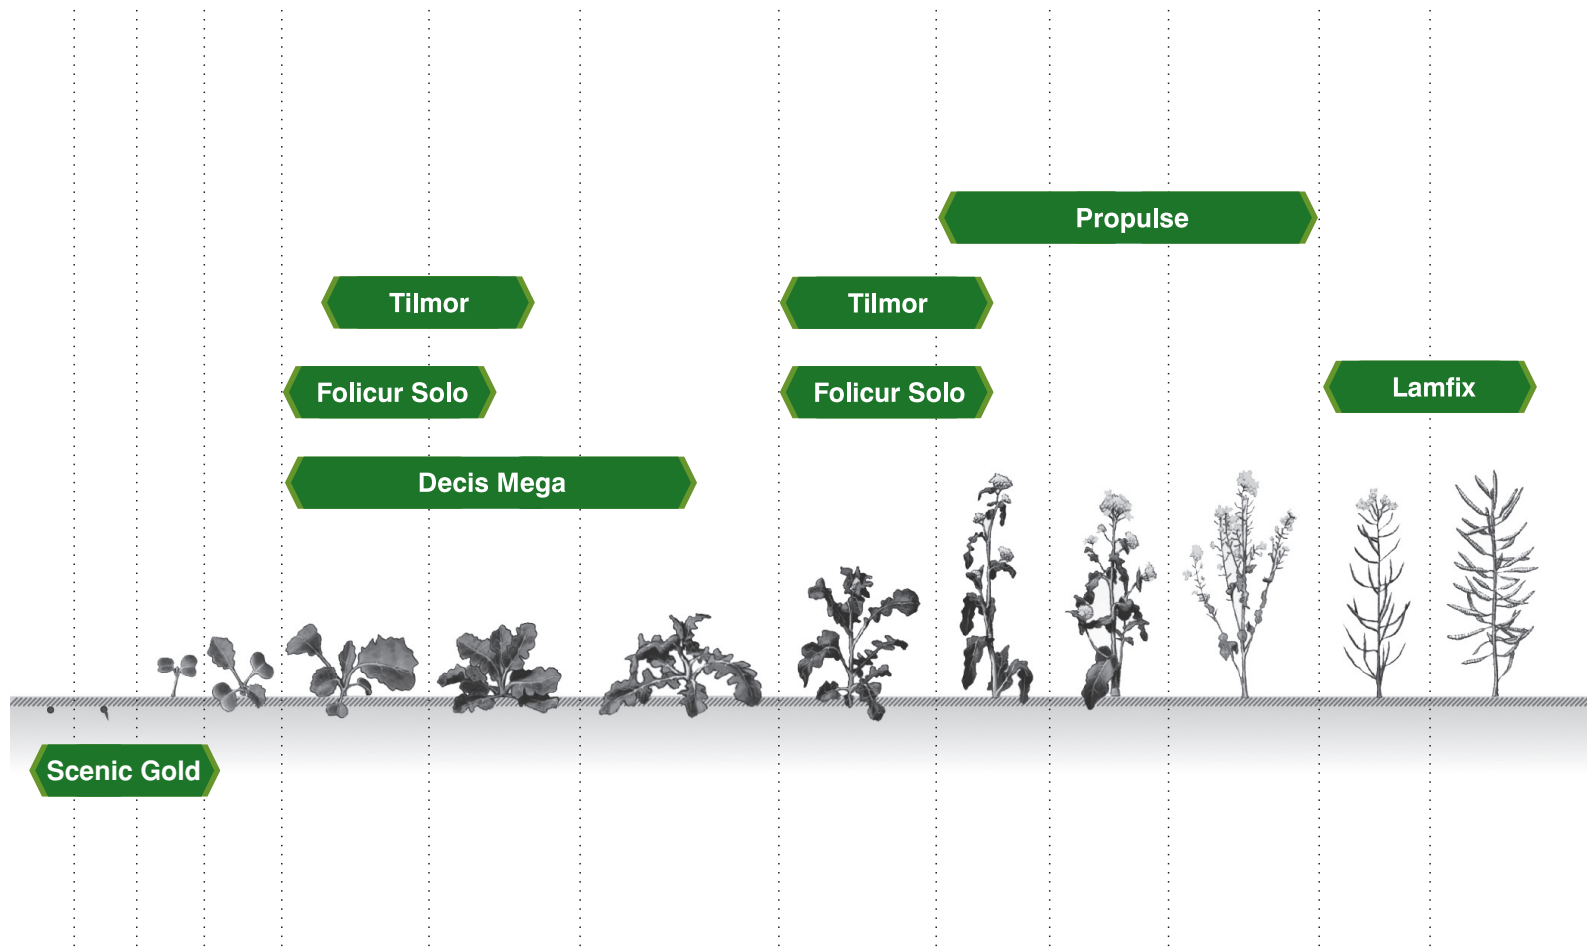 Propulse
Tilmor
Tilmor
Folicur Solo
Folicur Solo
Lamfix
Decis Mega
Scenic Gold